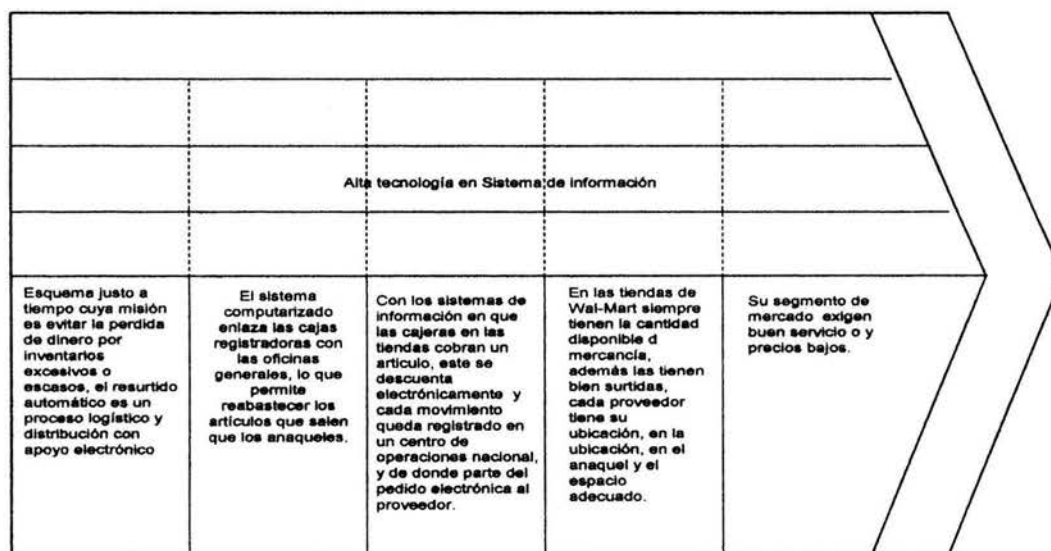 Alta tecnología en Sistema de información
Esquema justo a
tiempo cuya misión
es evitar la perdida
de dinero por
inventarios
excesivos o
escasos, el resurtido
automático es un
proceso logístico y
distribución con
apoyo electrónico
El sistema
computarizado
enlaza las cajas
registradoras con
las oficinas
generales, lo que
permite
reabastecer los
artículos que salen
que los anaqueles.
Con los sistemas de
información en que
las cajeras en las
tiendas cobran un
articulo, este se
descuenta
electrónicamente y
cada movimiento
queda registrado en
un centro de
operaciones nacional,
y de donde parte del
pedido electrónica al
proveedor.
En las tiendas de
Wal-Mart siempre
tienen la cantidad
disponible d
mercancía,
además las tienen
bien surtidas,
cada proveedor
tiene su
ubicación, en la
ubicación, en el
anaquel y el
espacio
adecuado.
Su segmento de
mercado exigen
buen servicio o y
precios bajos.